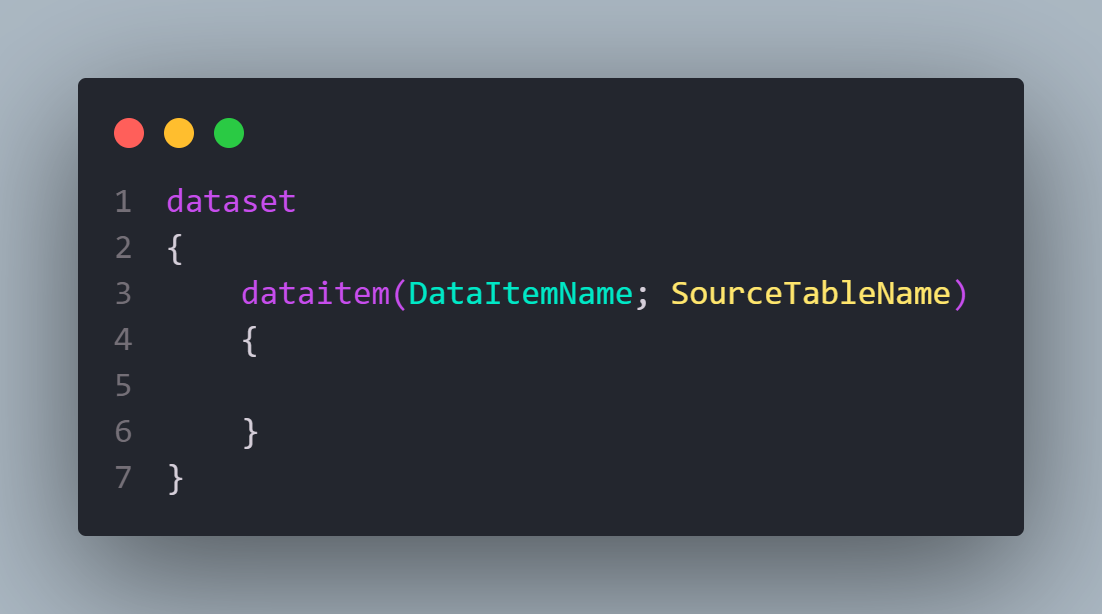 1 dataset
2 {
3     dataitem(DataItemName; SourceTableName)
4     {
5
6     }
7 }